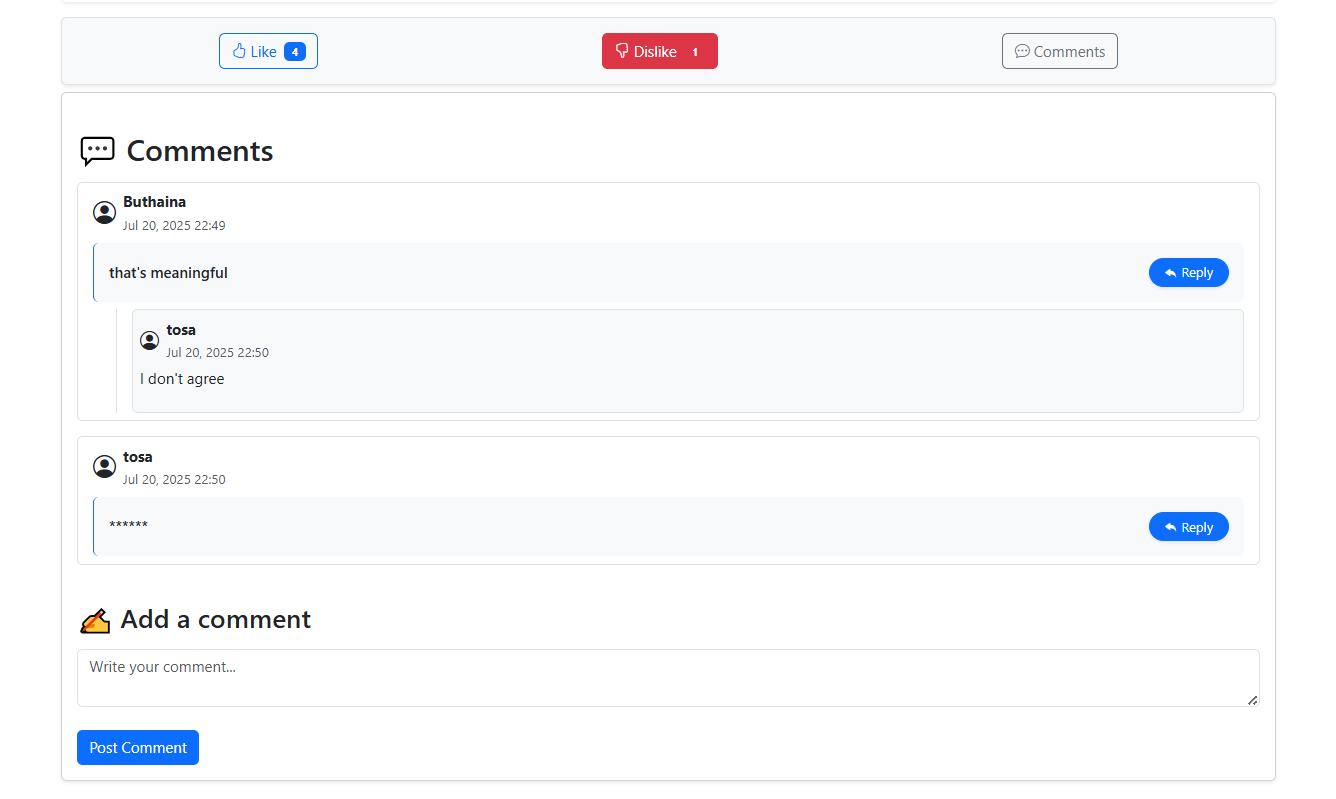 Like 4
Dislike 1
Comments
Comments
Buthaina
Jul 20, 2025 22:49
that's meaningful
Reply
tosa
Jul 20, 2025 22:50
I don't agree
tosa
Jul 20, 2025 22:50
******
Reply
Add a comment
Write your comment...
Post Comment